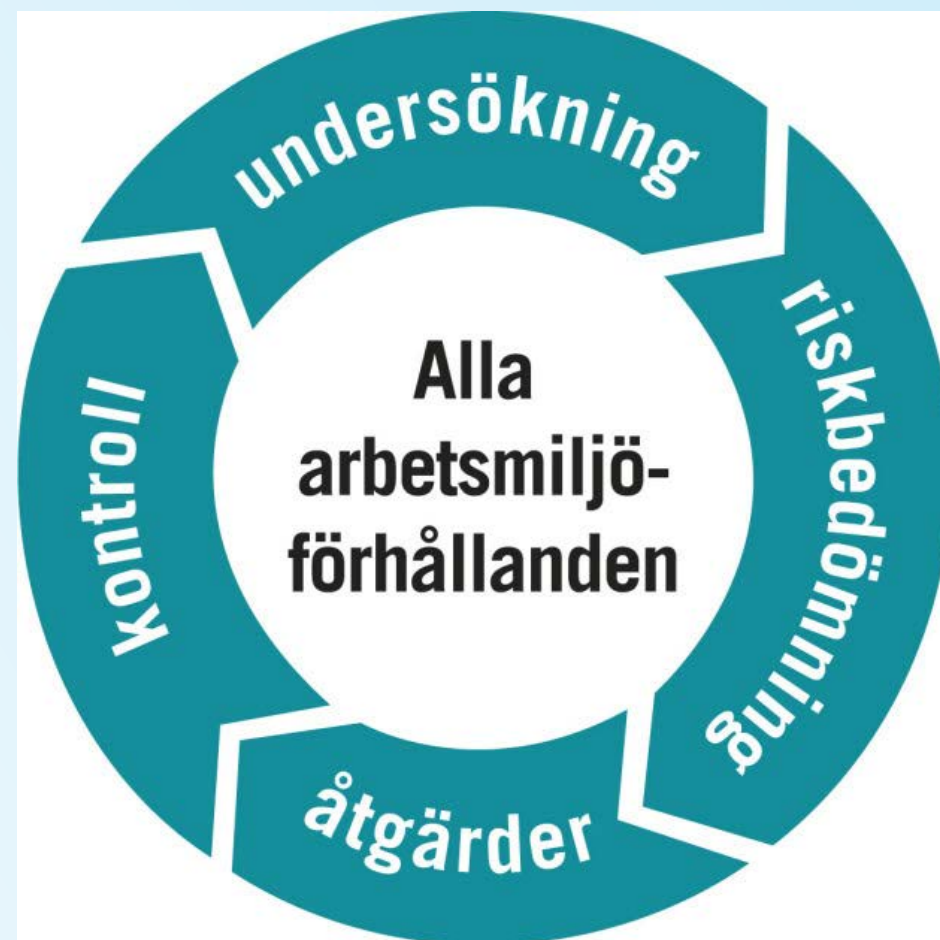 undersökning
riskbedömning
åtgärder
kontroll
Alla
arbetsmiljö-
förhållanden